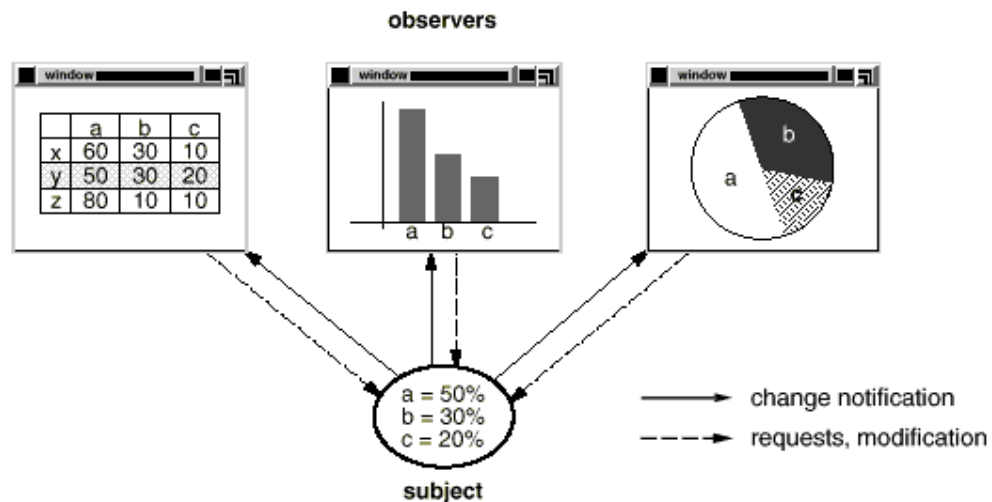 observers
window
a b c
x 60 30 10
y 50 30 20
z 80 10 10
window
a b c
window
a
b
c
a = 50%
b = 30%
c = 20%
subject
change notification
requests, modification